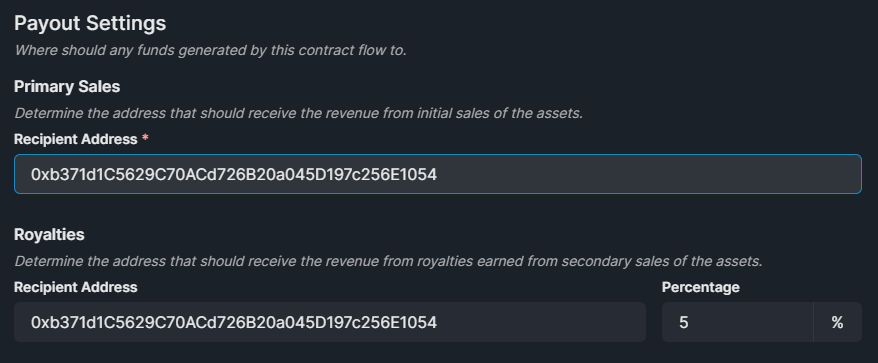 Payout Settings
Where should any funds generated by this contract flow to.
Primary Sales
Determine the address that should receive the revenue from initial sales of the assets.
Recipient Address *
0xb371d1C5629C70ACd726B20a045D197c256E1054
Royalties
Determine the address that should receive the revenue from royalties earned from secondary sales of the assets.
Recipient Address Percentage
0xb371d1C5629C70ACd726B20a045D197c256E1054 5 %